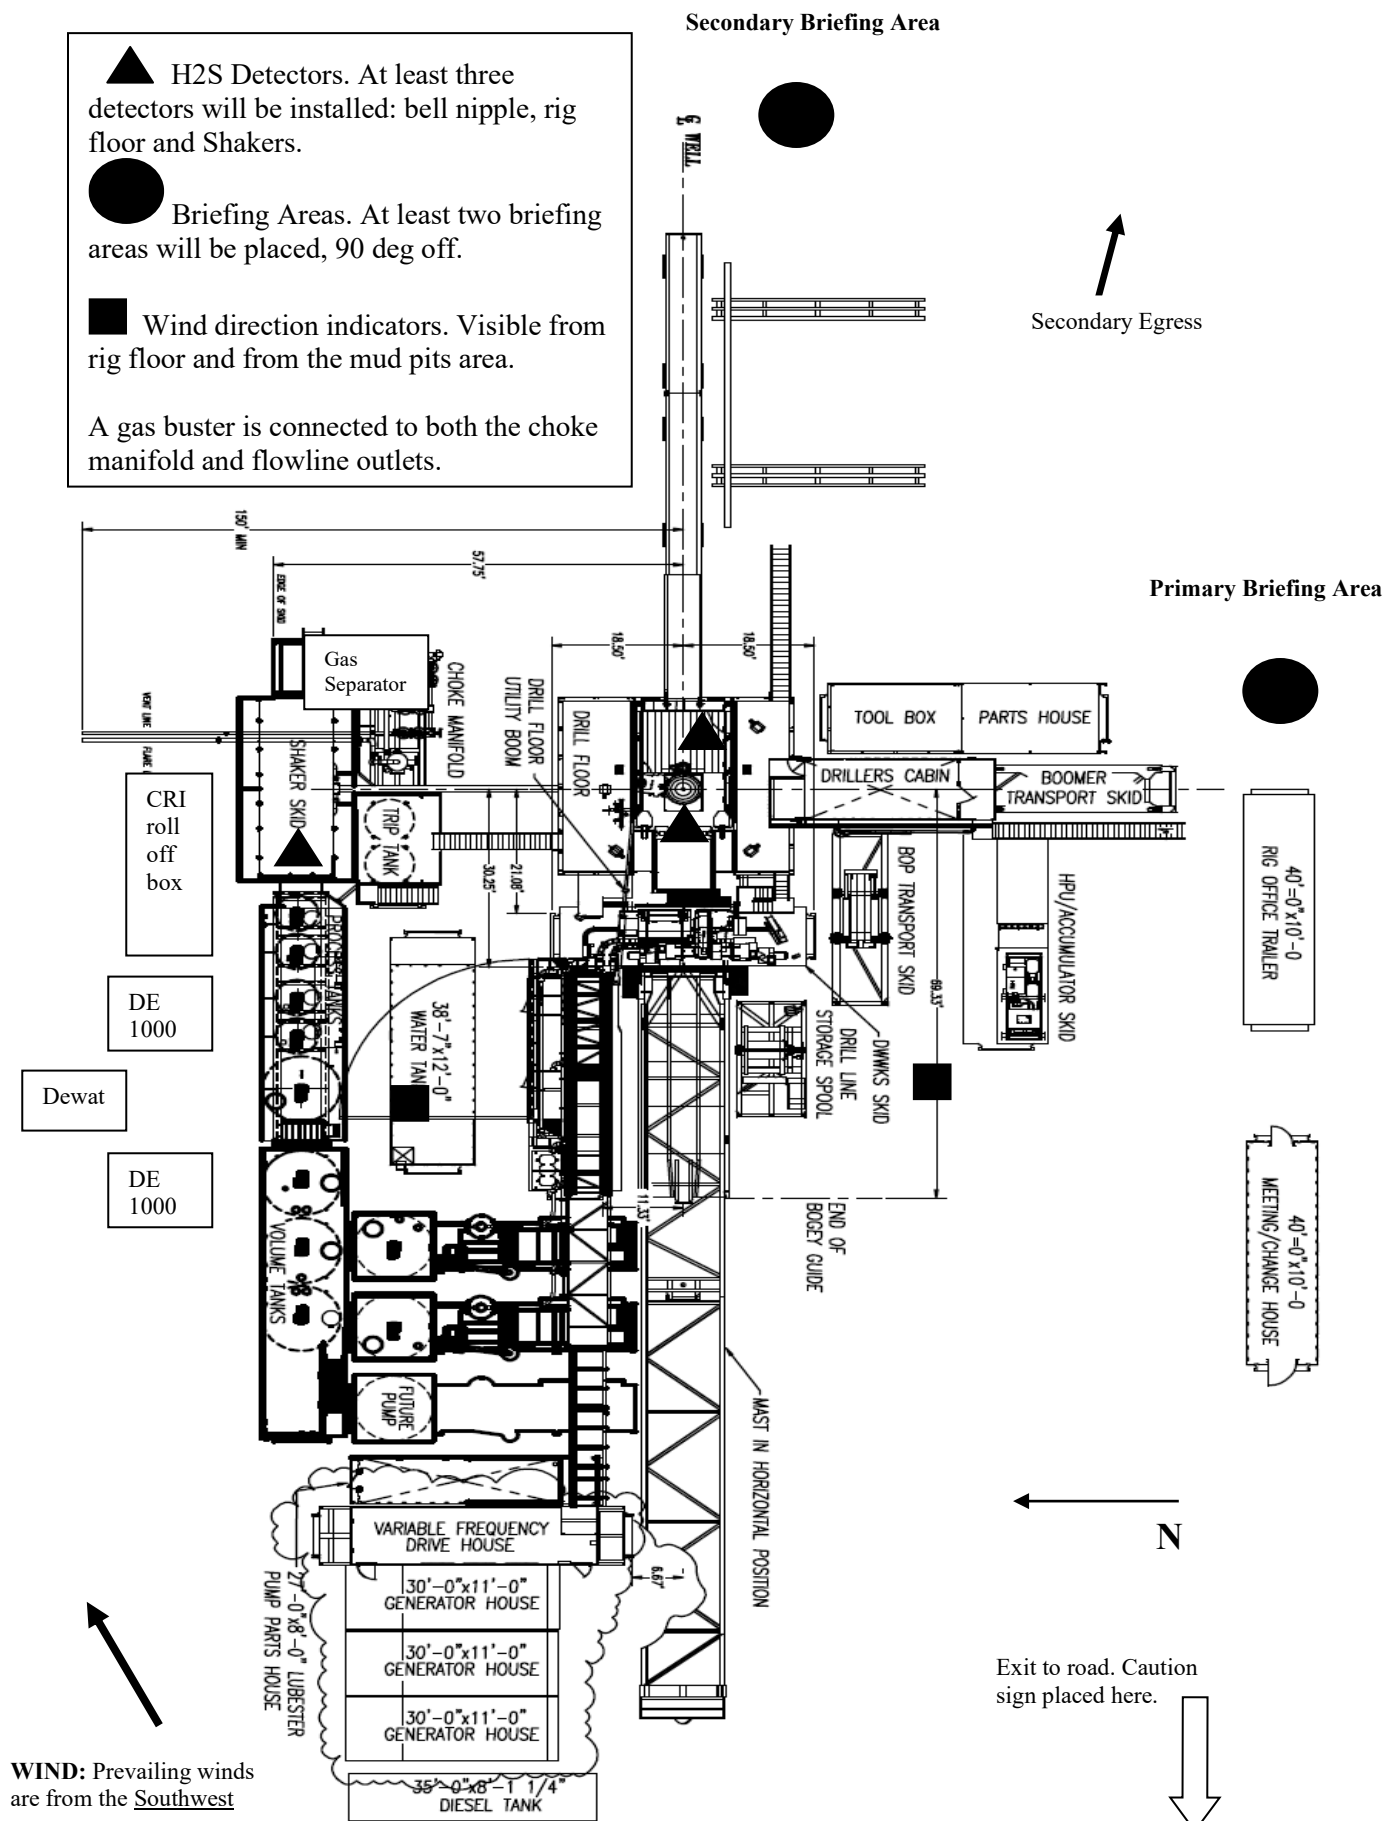 Secondary Briefing Area
H2S Detectors. At least three
detectors will be installed: bell nipple, rig
floor and Shakers.
Briefing Areas. At least two briefing
areas will be placed, 90 deg off.
Wind direction indicators. Visible from
rig floor and from the mud pits area.
A gas buster is connected to both the choke
manifold and flowline outlets.
WELL
Secondary Egress
150' MIN
57.75'
EDGE OF SKID
Primary Briefing Area
18.50'
18.50'
Gas
Separator
CHOKE MANIFOLD
DRILL FLOOR
UTILITY BOOM
DRILL FLOOR
VENT LINE
SHAKER SKID
TOOL BOX
PARTS HOUSE
DRILLERS CABIN
BOOMER
TRANSPORT SKID
CRI
roll
off
box
TRIP TANK
30.25'
21.08'
BOP TRANSPORT SKID
HPU/ACCUMULATOR SKID
40'=0"x10'-0
RIG OFFICE TRAILER
PROCESS TANKS
DE
1000
38'-7"x12'-0"
WATER TANK
69.33'
DRILL LINE
STORAGE SPOOL
DWWKS SKID
Dewat
DE
1000
VOLUME TANKS
11.33'
END OF
BOGEY GUIDE
40'=0"x10'-0
MEETING/CHANGE HOUSE
FUTURE
PUMP
MAST IN HORIZONTAL POSITION
N
VARIABLE FREQUENCY
DRIVE HOUSE
6.67'
27'-0"x8'-0" LUBESTER
PUMP PARTS HOUSE
30'-0"x11'-0"
GENERATOR HOUSE
30'-0"x11'-0"
GENERATOR HOUSE
30'-0"x11'-0"
GENERATOR HOUSE
35'-0"x8'-1 1/4"
DIESEL TANK
Exit to road. Caution
sign placed here.
WIND: Prevailing winds
are from the Southwest